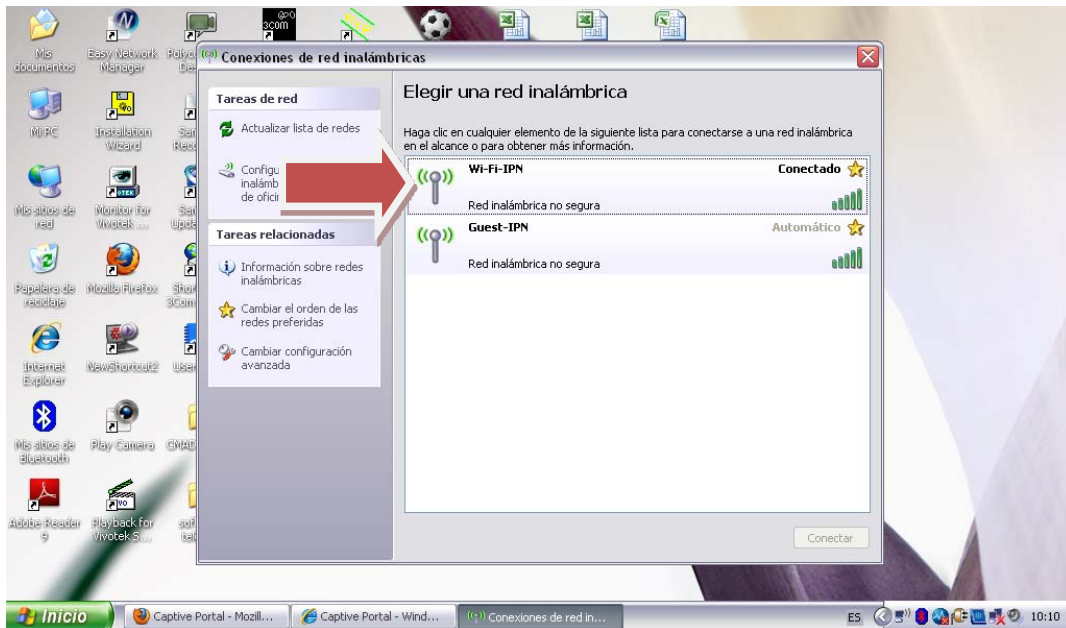 3com
Mis
documentos
Easy Network
Manager
Conexiones de red inalámbricas
Tareas de red
Actualizar lista de redes
Configu
inalámb
de oficin
Tareas relacionadas
Información sobre redes
inalámbricas
Cambiar el orden de las
redes preferidas
Cambiar configuración
avanzada
Elegir una red inalámbrica
Haga clic en cualquier elemento de la siguiente lista para conectarse a una red inalámbrica
en el alcance o para obtener más información.
Wi-Fi-IPN Conectado
Red inalámbrica no segura
Guest-IPN Automático
Red inalámbrica no segura
Conectar
Mi PC
Installation
Wizard
Mis sitios de
red
Monitor for
Vivotek ...
Papelera de
reciclaje
Mozilla Firefox
Internet
Explorer
NewShortcut2
Mis sitios de
Bluetooth
Play Camera
Adobe Reader
9
Playback for
Vivotek S...
Inicio
Captive Portal - Mozill...
Captive Portal - Wind...
Conexiones de red in...
ES
10:10